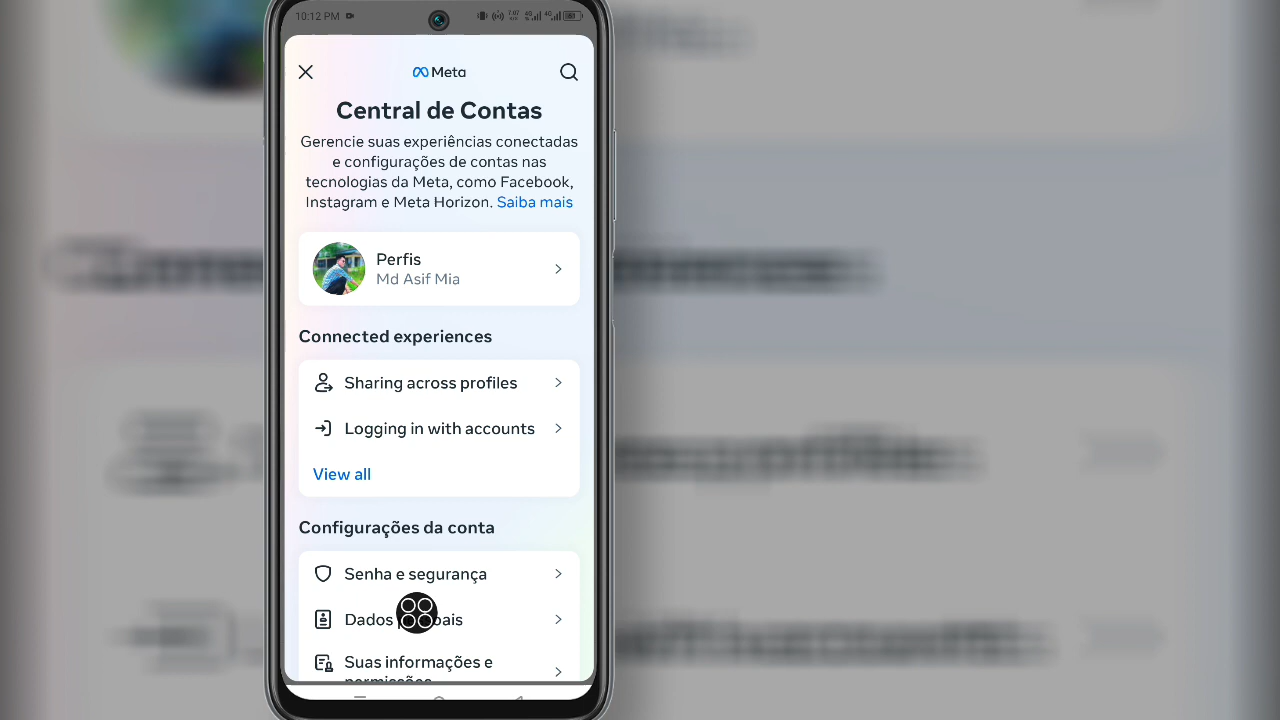 10:12 PM
Meta
Central de Contas
Gerencie suas experiências conectadas
e configurações de contas nas
tecnologias da Meta, como Facebook,
Instagram e Meta Horizon. Saiba mais
Perfis
Md Asif Mia
Connected experiences
Sharing across profiles
Logging in with accounts
View all
Configurações da conta
Senha e segurança
Dados
Suas informações e
permissões